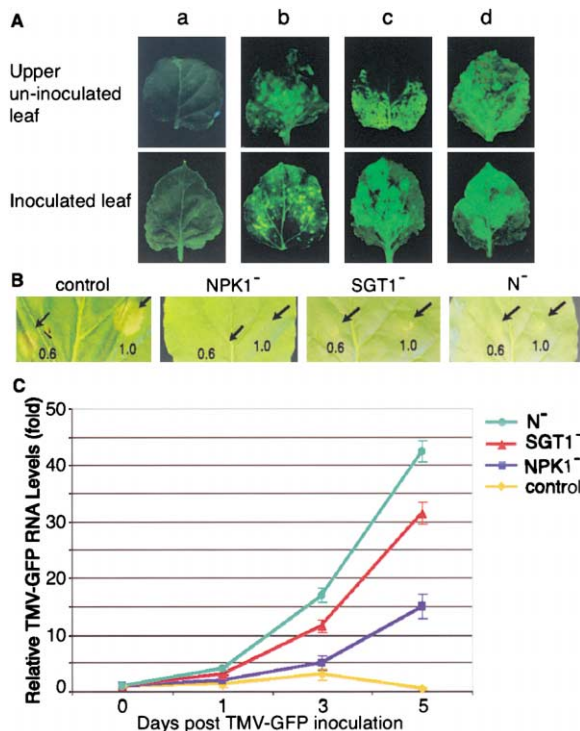 A
a b c d
Upper
un-inoculated
leaf
Inoculated leaf
B
control NPK1⁻ SGT1⁻ N⁻
0.6 1.0 0.6 1.0 0.6 1.0 0.6 1.0
C
Relative TMV-GFP RNA Levels (fold)
50
40
30
20
10
0
0 1 3 5
Days post TMV-GFP inoculation
N⁻
SGT1⁻
NPK1⁻
control